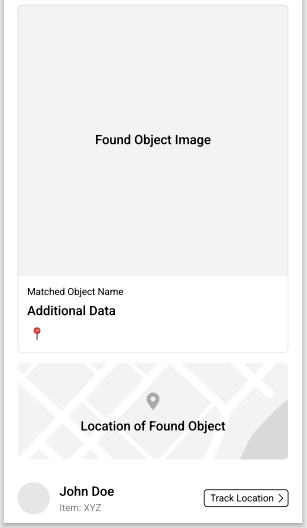 Found Object Image
Matched Object Name
Additional Data
Location of Found Object
John Doe
Item: XYZ
Track Location